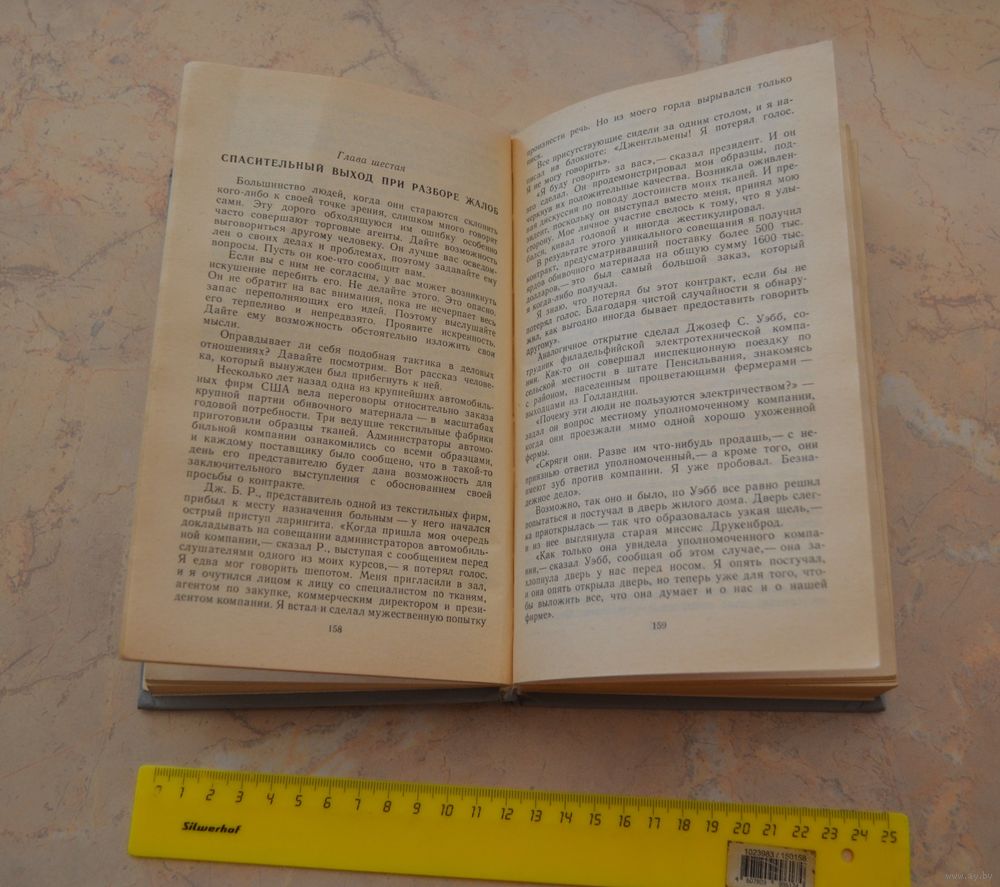 Глава шестая
СПАСИТЕЛЬНЫЙ ВЫХОД ПРИ РАЗБОРЕ ЖАЛОБ
Большинство людей, когда они стараются склонить
кого-либо к своей точке зрения, слишком много говорят
сами. Эту дорого обходящуюся им ошибку особенно
часто совершают торговые агенты. Дайте возможность
выговориться другому человеку. Он лучше вас осведом-
лен о своих делах и проблемах, поэтому задавайте ему
вопросы. Пусть он кое-что сообщит вам.
Если вы с ним не согласны, у вас может возникнуть
искушение перебить его. Не делайте этого. Это опасно.
Он не обратит на вас внимания, пока не исчерпает весь
запас переполняющих его идей. Поэтому выслушайте
его терпеливо и непредвзято. Проявите искренность.
Дайте ему возможность обстоятельно изложить свои
мысли.
Оправдывает ли себя подобная тактика в деловых
отношениях? Давайте посмотрим. Вот рассказ челове-
ка, который вынужден был прибегнуть к ней.
Несколько лет назад одна из крупнейших автомобиль-
ных фирм США вела переговоры относительно заказа
крупной партии обивочного материала — в масштабах
годовой потребности. Три ведущие текстильные фабрики
приготовили образцы тканей. Администраторы автомо-
бильной компании ознакомились со всеми образцами,
и каждому поставщику было сообщено, что в такой-то
день его представителю будет дана возможность для
заключительного выступления с обоснованием своей
просьбы о контракте.
Дж. Б. Р., представитель одной из текстильных фирм,
прибыл к месту назначения больным — у него начался
острый приступ ларингита. «Когда пришла моя очередь
докладывать на совещании администраторов автомобиль-
ной компании,— сказал Р., выступая с сообщением перед
слушателями одного из моих курсов,— я потерял голос.
Я едва мог говорить шепотом. Меня пригласили в зал,
и я очутился лицом к лицу со специалистом по тканям,
агентом по закупке, коммерческим директором и прези-
дентом компании. Я встал и сделал мужественную попытку
158
произнести речь. Но из моего горла вырывался только
писк.
Все присутствующие сидели за одним столом, и я на-
писал на блокноте: «Джентльмены! Я потерял голос.
Я не могу говорить».
«Я буду говорить за вас»,— сказал президент. И он
это сделал. Он продемонстрировал мои образцы, под-
черкнув их положительные качества. Возникла оживлен-
ная дискуссия по поводу достоинств моих тканей. И пре-
зидент, поскольку он выступал вместо меня, принял мою
сторону. Мое личное участие свелось к тому, что я улы-
бался, кивал головой и иногда жестикулировал.
В результате этого уникального совещания я получил
контракт, предусматривавший поставку более 500 тыс.
ярдов обивочного материала на общую сумму 1600 тыс.
долларов,— это был самый большой заказ, который
я когда-либо получал.
Я знаю, что потерял бы этот контракт, если бы не
потерял голос. Благодаря чистой случайности я обнару-
жил, как выгодно иногда бывает предоставить говорить
другому».
Аналогичное открытие сделал Джозеф С. Уэбб, со-
трудник филадельфийской электротехнической компа-
нии. Как-то он совершал инспекционную поездку по
сельской местности в штате Пенсильвания, знакомясь
с районом, населенным процветающими фермерами —
выходцами из Голландии.
«Почему эти люди не пользуются электричеством?» —
задал он вопрос местному уполномоченному компании,
когда они проезжали мимо одной хорошо ухоженной
фермы.
«Скряги они. Разве им что-нибудь продашь,— с не-
приязнью ответил уполномоченный,— а кроме того, они
имеют зуб против компании. Я уже пробовал. Безна-
дежное дело».
Возможно, так оно и было, но Уэбб все равно решил
попытаться и постучал в дверь жилого дома. Дверь слег-
ка приоткрылась — так что образовалась узкая щель,—
и из нее выглянула старая миссис Друкенброд.
«Как только она увидела уполномоченного компа-
нии,— сказал Уэбб, сообщая об этом случае,— она за-
хлопнула дверь у нас перед носом. Я опять постучал,
и она опять открыла дверь, но теперь уже для того, что-
бы выложить все, что она думает и о нас и о нашей
фирме».
159
1 2 3 4 5 6 7 8 9 10 11 12 13 14 15 16 17 18 19 20 21 22 23 24 25
Silwerhof
1023983 / 150158
www.ay.by